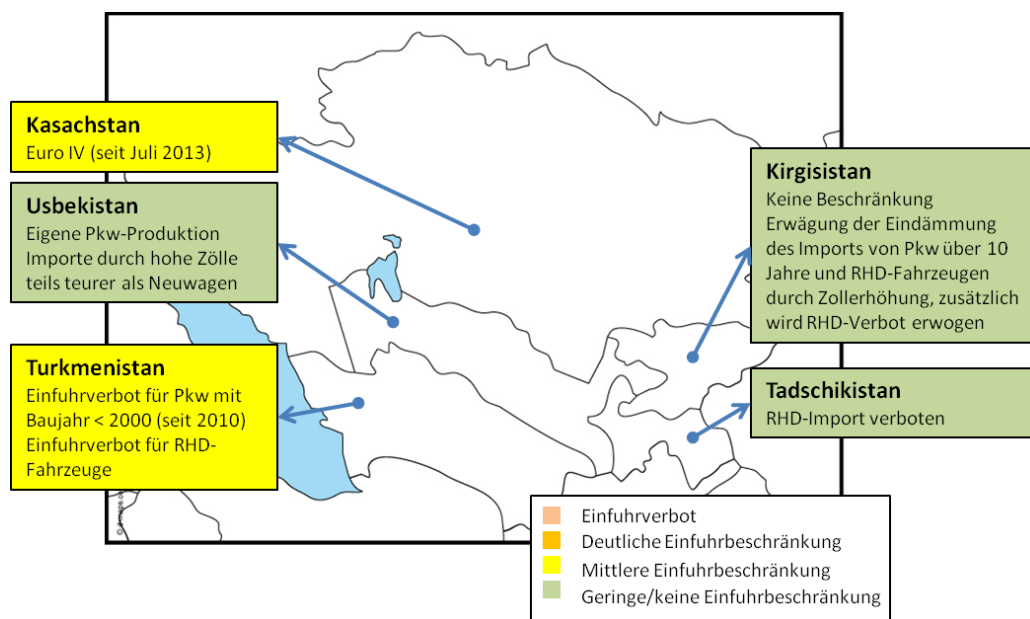 Kasachstan
Euro IV (seit Juli 2013)
Usbekistan
Eigene Pkw-Produktion
Importe durch hohe Zölle
teils teurer als Neuwagen
Turkmenistan
Einfuhrverbot für Pkw mit
Baujahr < 2000 (seit 2010)
Einfuhrverbot für RHD-
Fahrzeuge
Kirgisistan
Keine Beschränkung
Erwägung der Eindämmung
des Imports von Pkw über 10
Jahre und RHD-Fahrzeugen
durch Zollerhöhung, zusätzlich
wird RHD-Verbot erwogen
Tadschikistan
RHD-Import verboten
Einfuhrverbot
Deutliche Einfuhrbeschränkung
Mittlere Einfuhrbeschränkung
Geringe/keine Einfuhrbeschränkung